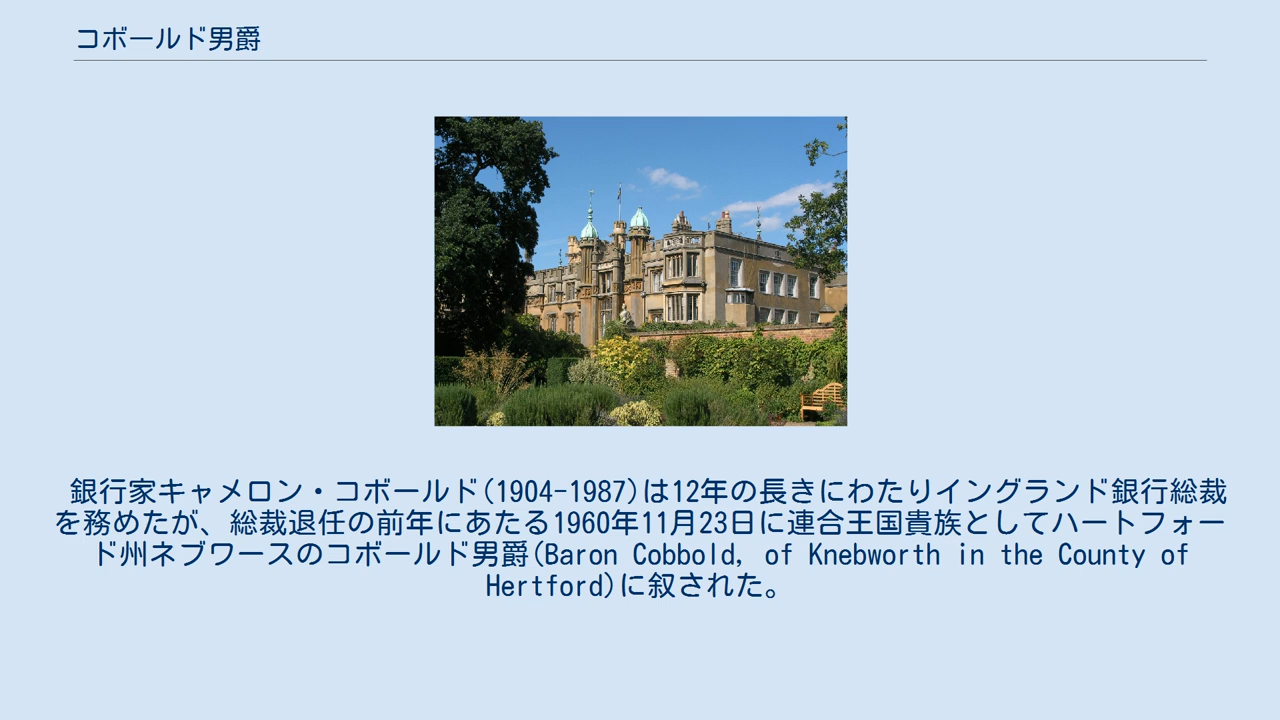 コボールド男爵
銀行家キャメロン・コボールド(1904-1987)は12年の長きにわたりイングランド銀行総裁
を務めたが、総裁退任の前年にあたる1960年11月23日に連合王国貴族としてハートフォー
ド州ネブワースのコボールド男爵(Baron Cobbold, of Knebworth in the County of
Hertford)に叙された。